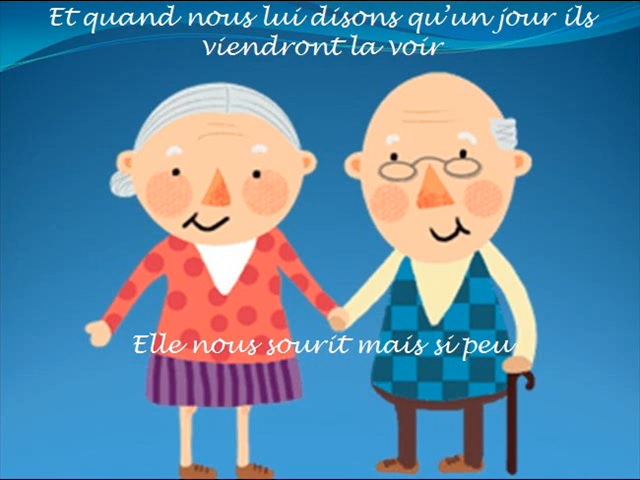 Et quand nous lui disons qu'un jour ils
viendront la voir
Elle nous sourit mais si peu